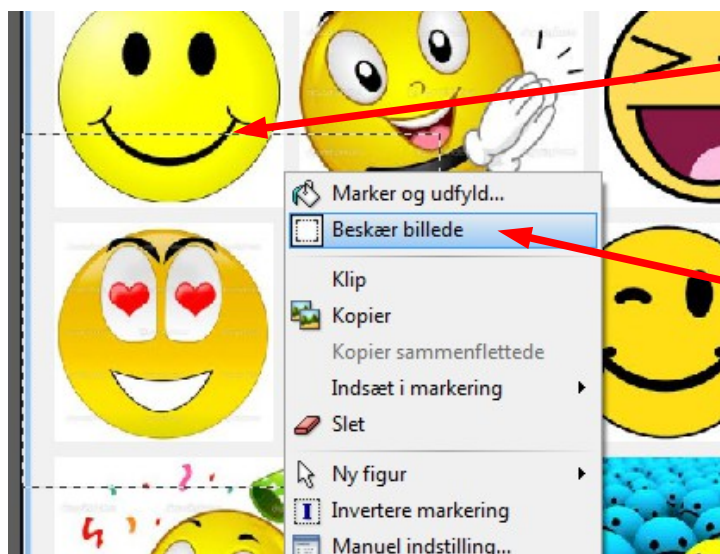 Marker og udfyld...
Beskær billede
Klip
Kopier
Kopier sammenflettede
Indsæt i markering
Slet
Ny figur
Invertere markering
Manuel indstilling...